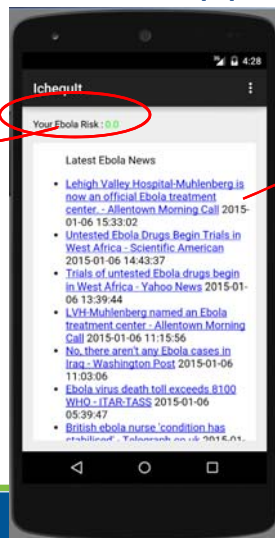 4:28
IchequIt
Your Ebola Risk : 0.0
Latest Ebola News
Lehigh Valley Hospital-Muhlenberg is
now an official Ebola treatment
center. - Allentown Morning Call 2015-
01-06 15:33:02
Untested Ebola Drugs Begin Trials in
West Africa - Scientific American
2015-01-06 14:43:37
Trials of untested Ebola drugs begin
in West Africa - Yahoo News 2015-01-
06 13:39:44
LVH-Muhlenberg named an Ebola
treatment center - Allentown Morning
Call 2015-01-06 11:15:56
No, there aren't any Ebola cases in
Iraq - Washington Post 2015-01-06
11:03:06
Ebola virus death toll exceeds 8100
WHO - ITAR-TASS 2015-01-06
05:39:47
British ebola nurse 'condition has
stabilised' - Telegraph.co.uk 2015-01-